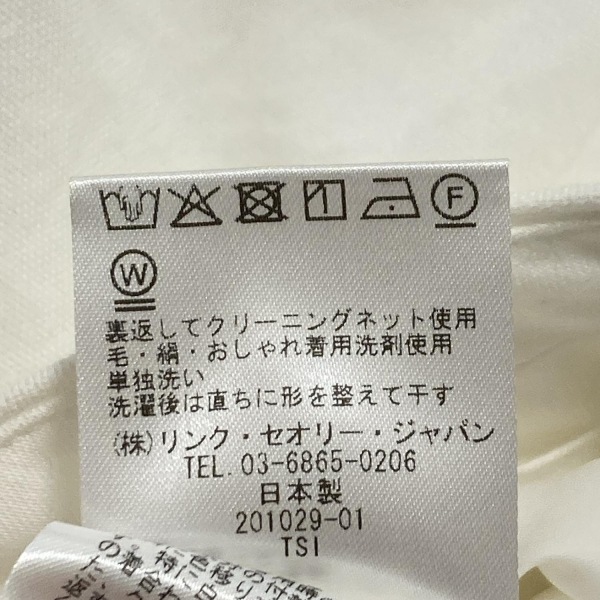 F
W
裏返してクリーニングネット使用
毛・絹・おしゃれ着用洗剤使用
単独洗い
洗濯後は直ちに形を整えて干す
(株)リンク・セオリー・ジャパン
TEL.03-6865-0206
日本製
201029-01
TSI